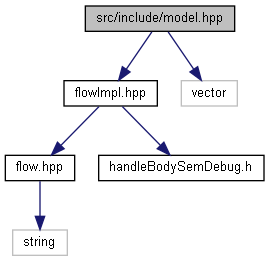 src/include/model.hpp
flowImpl.hpp
vector
flow.hpp
handleBodySemDebug.h
string